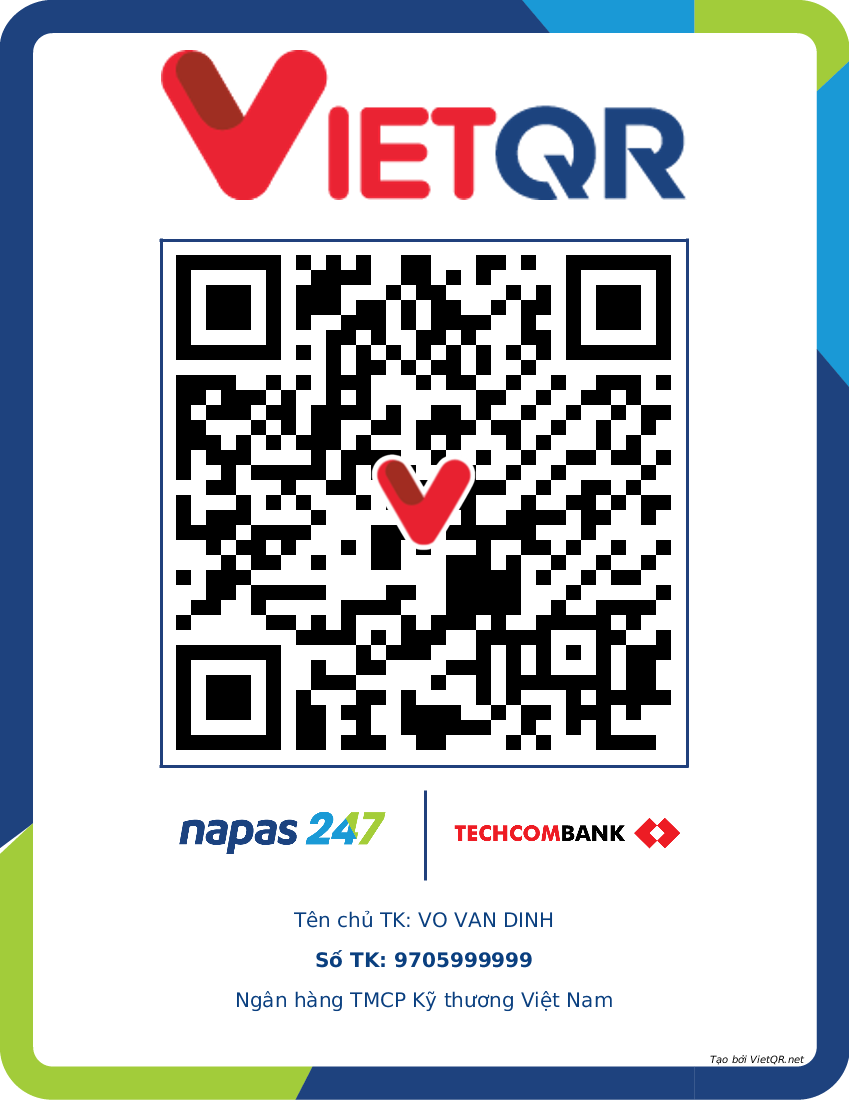 VIETQR
napas 247
TECHCOMBANK
Tên chủ TK: VO VAN DINH
Số TK: 9705999999
Ngân hàng TMCP Kỹ thương Việt Nam
Tạo bởi VietQR.net